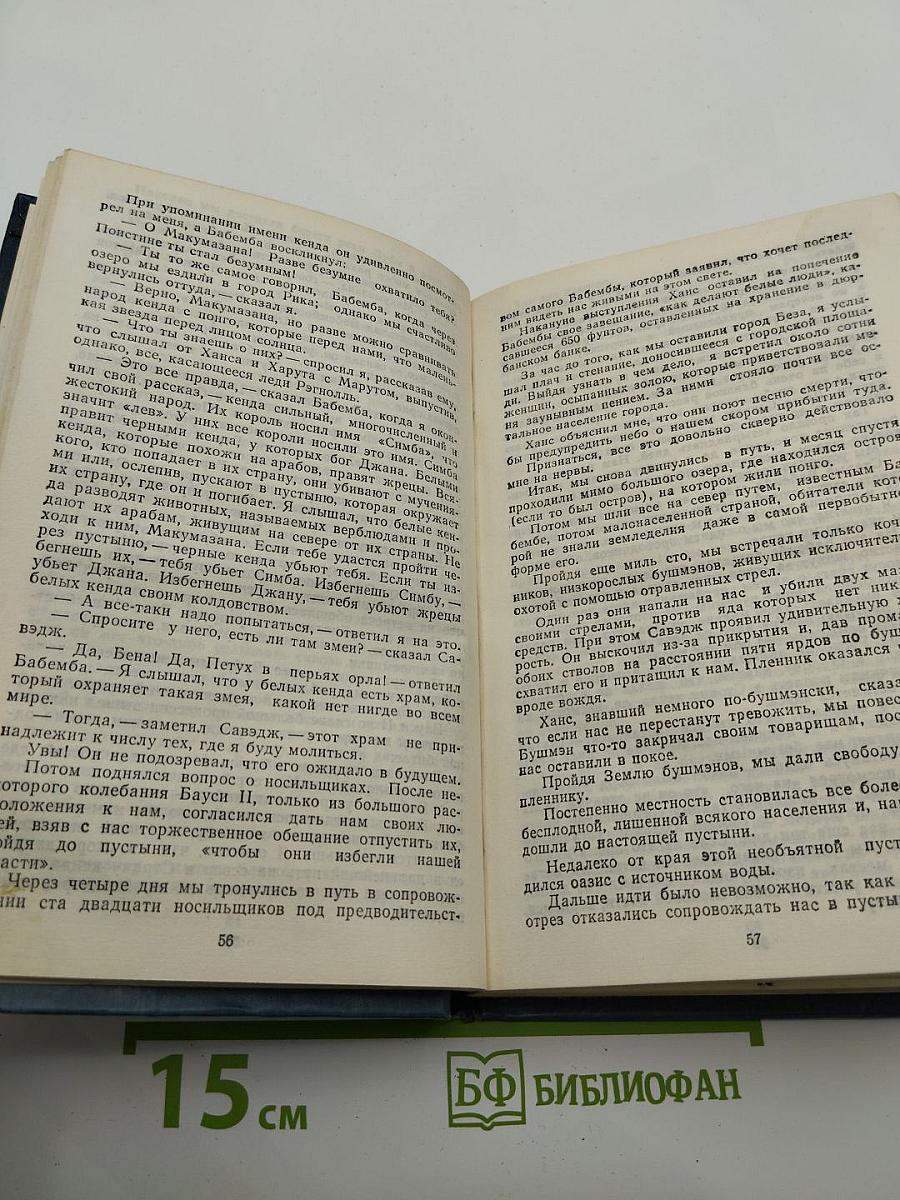 При упоминании имени кенда он удивленно посмот-
рел на меня, а Бабемба воскликнул:
— О Макумазана! Разве безумие охватило тебя?
Поистине ты стал безумным!
— Ты то же самое говорил, Бабемба, когда через
озеро мы ездили в город Рика; однако мы счастливо
вернулись оттуда, — сказал я.
— Верно, Макумазана, но разве можно сравнивать
народ кенда с понго, которые перед нами, что малень-
кая звезда перед лицом солнца.
— Что ты знаешь о них? — спросил я, рассказав ему,
что слышал от Ханса и Харута с Марутом, выпустив,
однако, все, касающееся леди Рэгнолль.
— Это все правда, — сказал Бабемба, когда я окон-
чил свой рассказ, — кенда сильный, многочисленный и
жестокий народ. Их король носил имя «Симба», что
значит «лев». У них все короли носили это имя. Симба
правит черными кенда, у которых бог Джана. Белыми
кенда, которые похожи на арабов, правят жрецы. Вся-
кого, кто попадает в их страну, они убивают с мучения-
ми или, ослепив, пускают в пустыню, которая окружает
их страну, где он и погибает. Я слышал, что белые кен-
да разводят животных, называемых верблюдами и про-
дают их арабам, живущим на севере от их страны. Не
ходи к ним, Макумазана. Если тебе удастся пройти че-
рез пустыню, — черные кенда убьют тебя. Если ты из-
бегнешь их, — тебя убьет Симба. Избегнешь Симбу, —
убьет Джана. Избегнешь Джану, — тебя убьют жрецы
белых кенда своим колдовством.
— А все-таки надо попытаться, — ответил я на это.
— Спросите у него, есть ли там змеи? — сказал Са-
вэдж.
— Да, Бена! Да, Петух в перьях орла! — ответил
Бабемба. — Я слышал, что у белых кенда есть храм, ко-
торый охраняет такая змея, какой нет нигде во всем
мире.
— Тогда, — заметил Савэдж, — этот храм не при-
надлежит к числу тех, где я буду молиться.
Увы! Он не подозревал, что его ожидало в будущем.
Потом поднялся вопрос о носильщиках. После не-
которого колебания Бауси II, только из большого рас-
оложения к нам, согласился дать нам своих лю-
ей, взяв с нас торжественное обещание отпустить их,
ойдя до пустыни, «чтобы они избегли нашей
части».
Через четыре дня мы тронулись в путь в сопровож-
нии ста двадцати носильщиков под предводительст-
56
вом самого Бабембы, который заявил, что хочет послед-
ним видеть нас живыми на этом свете.
Накануне выступления Ханс оставил на попечение
Бабембы свое завещание, «как делают белые люди», ка-
савшееся 650 фунтов, оставленных на хранение в дюр-
банском банке.
За час до того, как мы оставили город Беза, я услы-
шал плач и стенание, доносившиеся с городской площа-
ди. Выйдя узнать в чем дело, я встретил около сотни
женщин, осыпанных золою, которые приветствовали ме-
ня заунывным пением. За ними стояло почти все ос-
тальное население города.
Ханс объяснил мне, что они поют песню смерти, что-
бы предупредить небо о нашем скором прибытии туда.
Признаться, все это довольно скверно действовало
мне на нервы.
Итак, мы снова двинулись в путь, и месяц спустя
проходили мимо большого озера, где находился остров
(если то был остров), на котором жили понго.
Потом мы шли все на север путем, известным Ба
бембе, потом малонаселенной страной, обитатели кото
рой не знали земледелия даже в самой первобытно
форме его.
Пройдя еще миль сто, мы встречали только коч
ников, низкорослых бушмэнов, живущих исключител
охотой с помощью отравленных стрел.
Один раз они напали на нас и убили двух ма
своими стрелами, против яда которых нет ник
средств. При этом Савэдж проявил удивительную х
рость. Он выскочил из-за прикрытия и, дав прома
обоих стволов на расстоянии пяти ярдов по буш
схватил его и притащил к нам. Пленник оказался ч
вроде вождя.
Ханс, знавший немного по-бушмэнски, сказа
что если нас не перестанут тревожить, мы повес
Бушмэн что-то закричал своим товарищам, пос
нас оставили в покое.
Пройдя Землю бушмэнов, мы дали свободу
пленнику.
Постепенно местность становилась все боле
бесплодной, лишенной всякого населения и, на
дошли до настоящей пустыни.
Недалеко от края этой необъятной пуст
дился оазис с источником воды.
Дальше идти было невозможно, так как
отрез отказались сопровождать нас в пусты
57
15 см
БФ БИБЛИОФАН